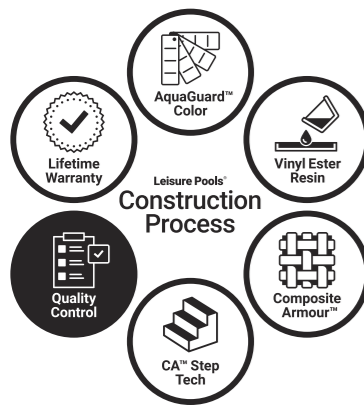 AquaGuard™
Color
Lifetime
Warranty
Vinyl Ester
Resin
Leisure Pools®
Construction
Process
Quality
Control
Composite
Armour™
CA™ Step
Tech